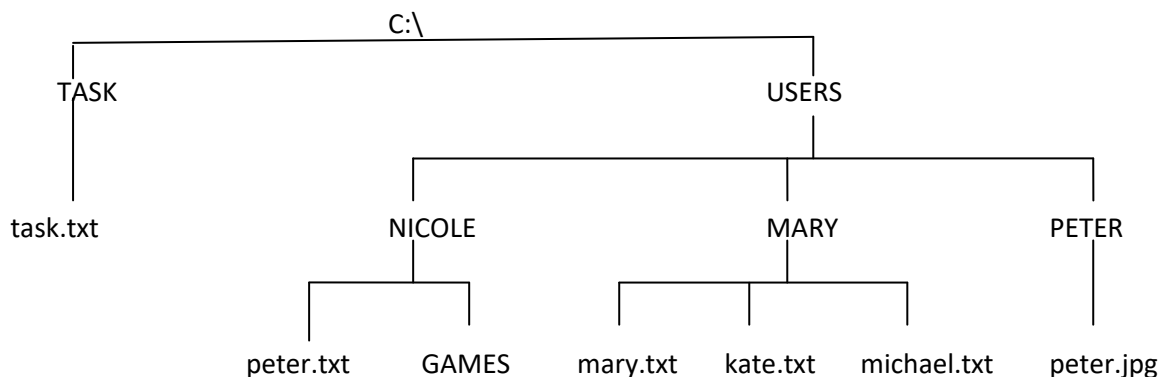 C:\
TASK USERS
task.txt NICOLE MARY PETER
peter.txt GAMES mary.txt kate.txt michael.txt peter.jpg